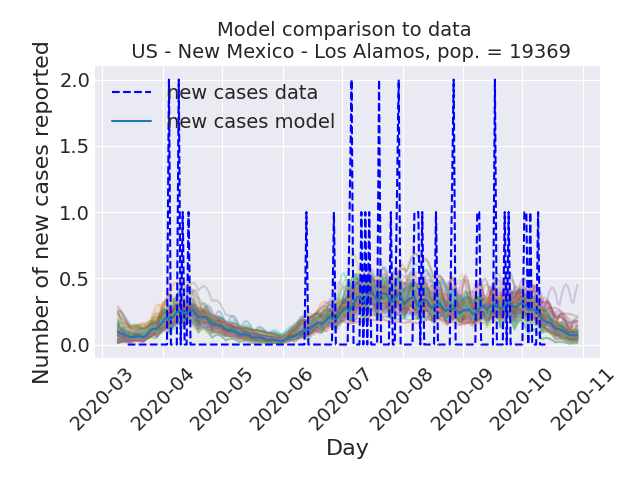 Model comparison to data
US - New Mexico - Los Alamos, pop. = 19369
Number of new cases reported
2.0
1.5
1.0
0.5
0.0
new cases data
new cases model
2020-03
2020-04
2020-05
2020-06
2020-07
2020-08
2020-09
2020-10
2020-11
Day